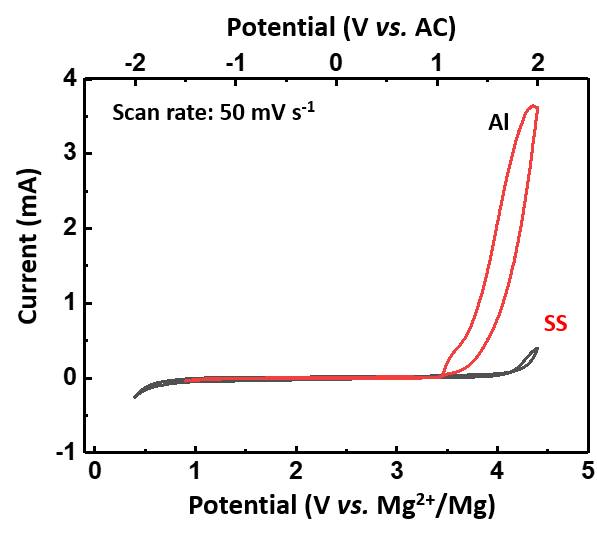 Potential (V vs. AC)
-2 -1 0 1 2
Scan rate: 50 mV s⁻¹
Al
SS
Current (mA)
4
3
2
1
0
-1
0 1 2 3 4 5
Potential (V vs. Mg²⁺/Mg)